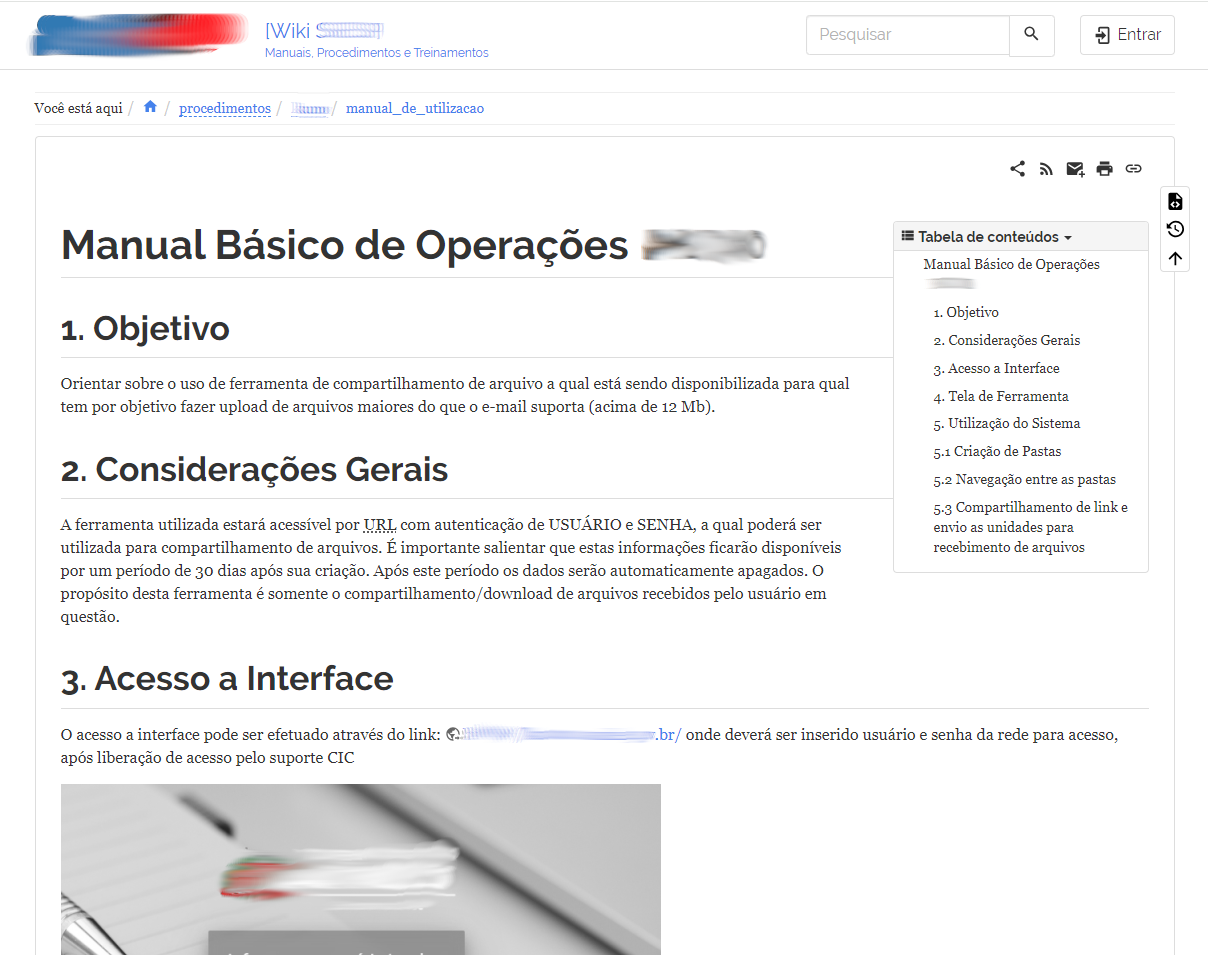 [Wiki
Manuais, Procedimentos e Treinamentos
Pesquisar
Entrar
Você está aqui / / procedimentos / / manual_de_utilizacao
Manual Básico de Operações
1. Objetivo
Orientar sobre o uso de ferramenta de compartilhamento de arquivo a qual está sendo disponibilizada para qual
tem por objetivo fazer upload de arquivos maiores do que o e-mail suporta (acima de 12 Mb).
2. Considerações Gerais
A ferramenta utilizada estará acessível por URL com autenticação de USUÁRIO e SENHA, a qual poderá ser
utilizada para compartilhamento de arquivos. É importante salientar que estas informações ficarão disponíveis
por um período de 30 dias após sua criação. Após este período os dados serão automaticamente apagados. O
propósito desta ferramenta é somente o compartilhamento/download de arquivos recebidos pelo usuário em
questão.
3. Acesso a Interface
O acesso a interface pode ser efetuado através do link: .br/ onde deverá ser inserido usuário e senha da rede para acesso,
após liberação de acesso pelo suporte CIC
Tabela de conteúdos
Manual Básico de Operações
1. Objetivo
2. Considerações Gerais
3. Acesso a Interface
4. Tela de Ferramenta
5. Utilização do Sistema
5.1 Criação de Pastas
5.2 Navegação entre as pastas
5.3 Compartilhamento de link e
envio as unidades para
recebimento de arquivos